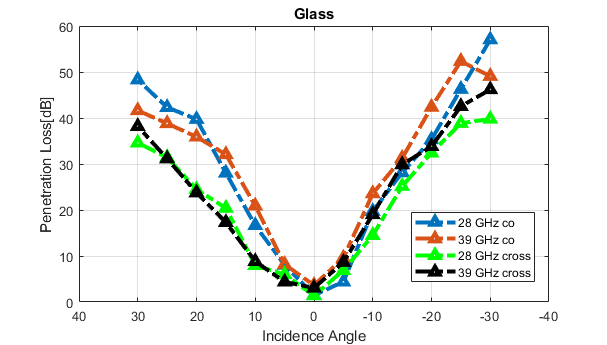 Glass
60
50
40
30
20
10
0
Penetration Loss[dB]
40 30 20 10 0 -10 -20 -30 -40
Incidence Angle
28 GHz co
39 GHz co
28 GHz cross
39 GHz cross